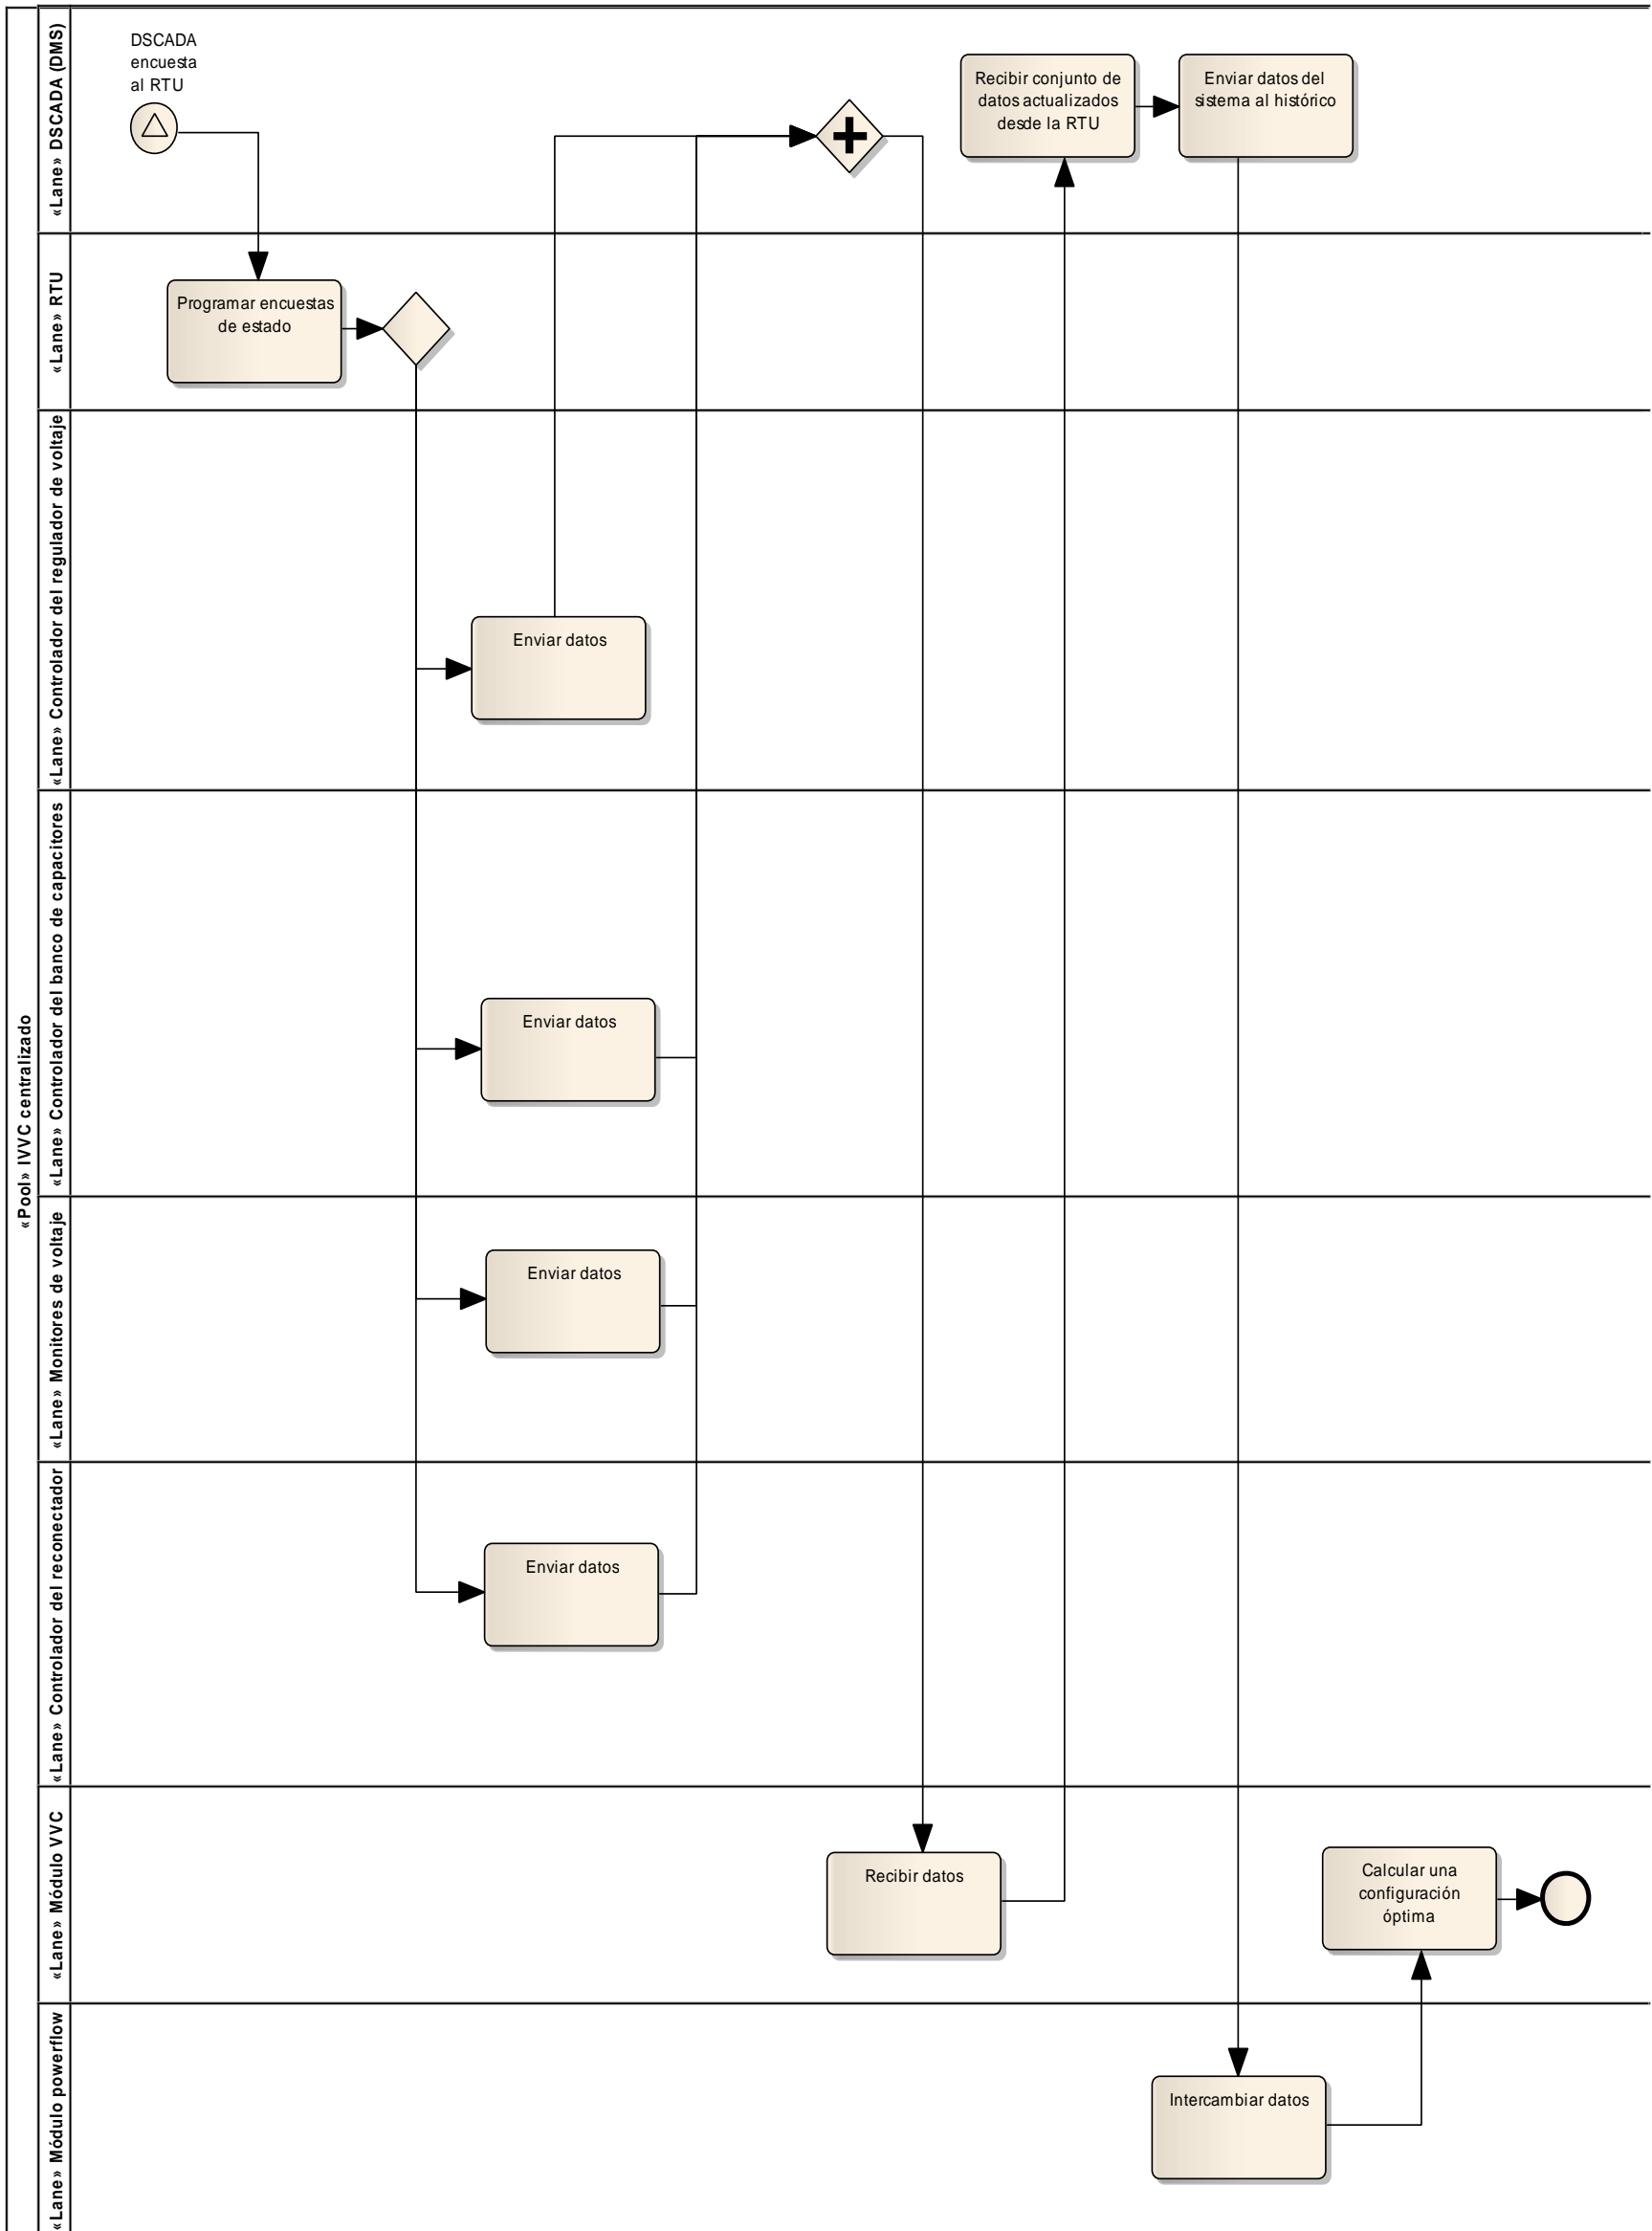 «Pool» IVVC centralizado
«Lane» DSCADA (DMS)
DSCADA
encuesta
al RTU
Recibir conjunto de
datos actualizados
desde la RTU
Enviar datos del
sistema al histórico
«Lane» RTU
Programar encuestas
de estado
«Lane» Controlador del regulador de voltaje
Enviar datos
«Lane» Controlador del banco de capacitores
Enviar datos
«Lane» Monitores de voltaje
Enviar datos
«Lane» Controlador del reconectador
Enviar datos
«Lane» Módulo VVC
Recibir datos
Calcular una
configuración
óptima
«Lane» Módulo powerflow
Intercambiar datos